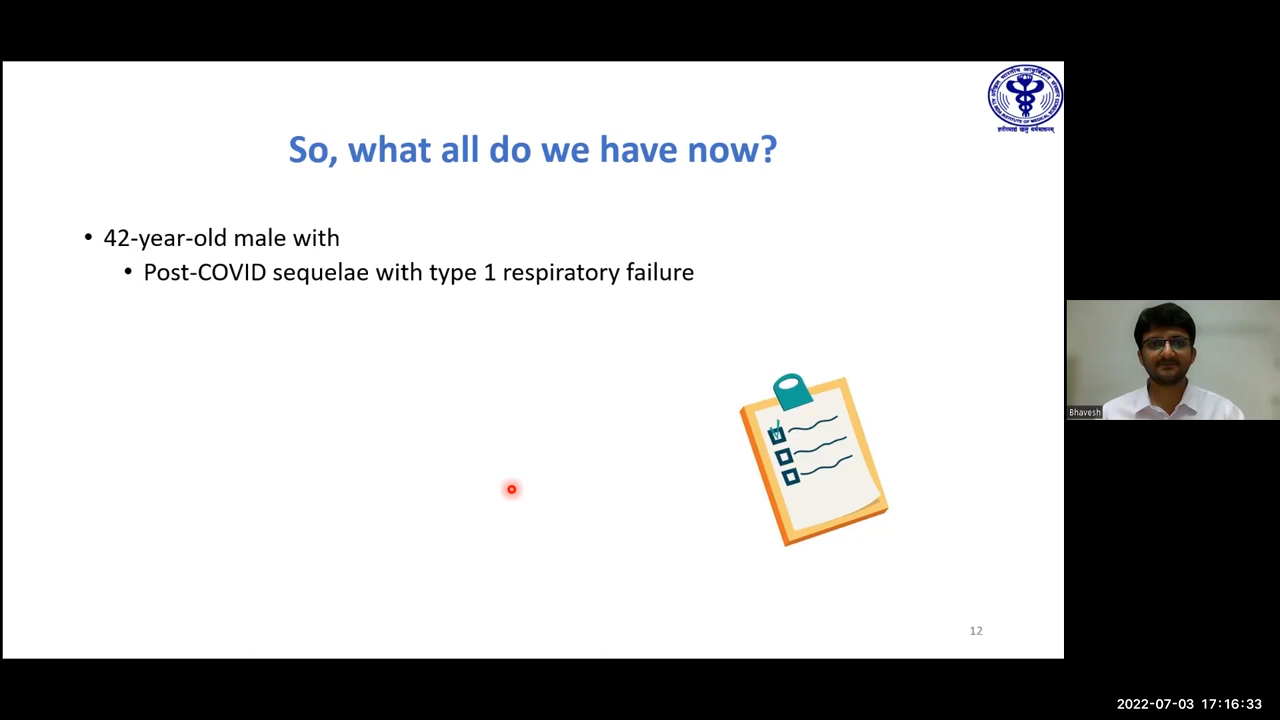 So, what all do we have now?
• 42-year-old male with
• Post-COVID sequelae with type 1 respiratory failure
12
Bhavesh
2022-07-03 17:16:33